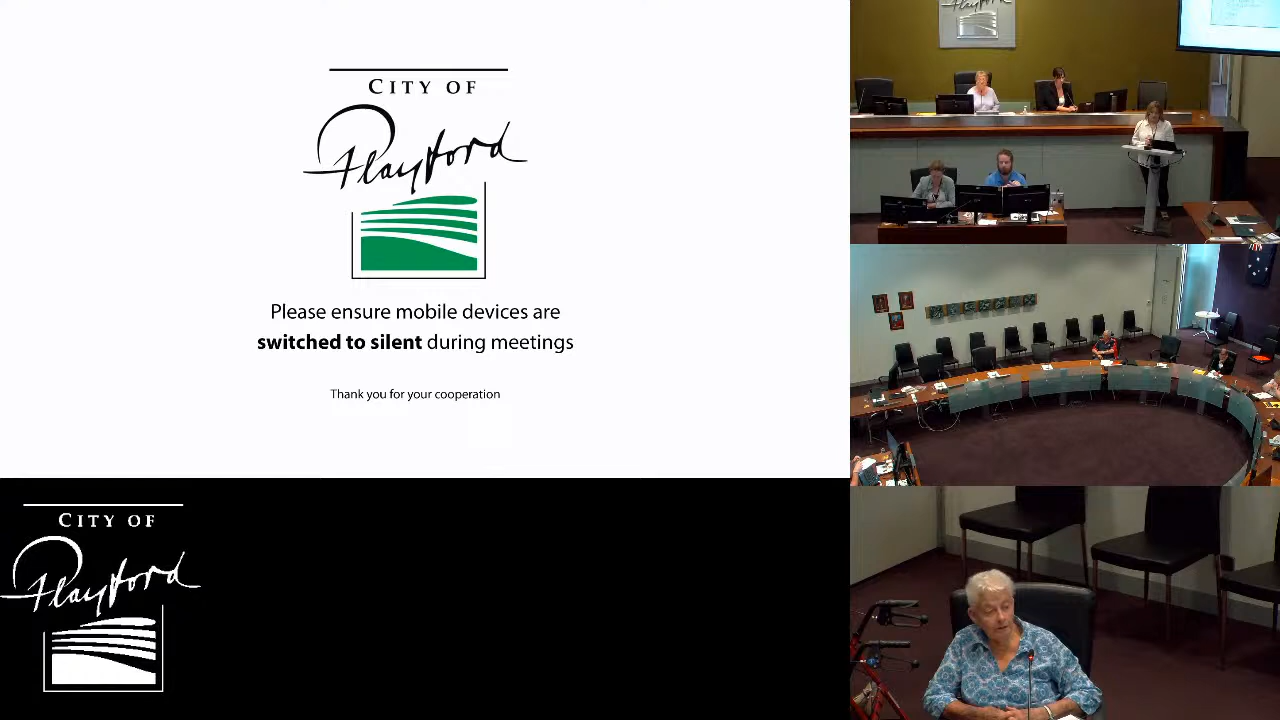 CITY OF
Playford
Please ensure mobile devices are
switched to silent during meetings
Thank you for your cooperation
CITY OF
Playford